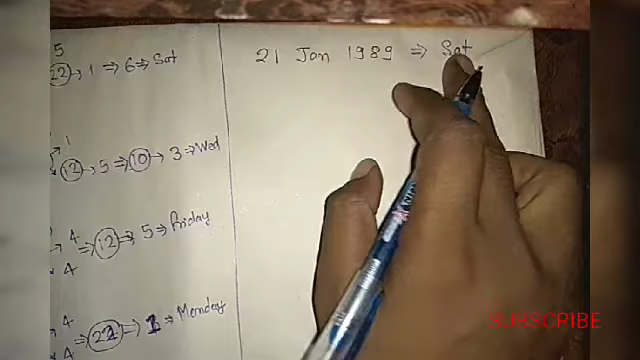 5
22 → 1 ⇒ 6 ⇒ Sat
1
12 → 5 ⇒ 10 → 3 ⇒ Wed
4
⇒ 12 ⇒ 5 ⇒ Friday
4
4
⇒ 22 ⇒ 1 ⇒ Monday
4
21 Jan 1989 ⇒ Sat
SUBSCRIBE